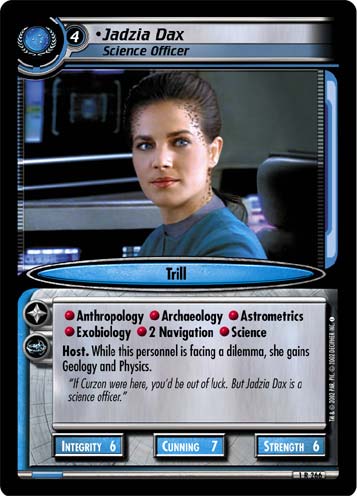 4 •Jadzia Dax
Science Officer
Trill
• Anthropology • Archaeology • Astrometrics
• Exobiology • 2 Navigation • Science
Host. While this personnel is facing a dilemma, she gains
Geology and Physics.
"If Curzon were here, you'd be out of luck. But Jadzia Dax is a
science officer."
INTEGRITY 6 CUNNING 7 STRENGTH 6
1 R 266